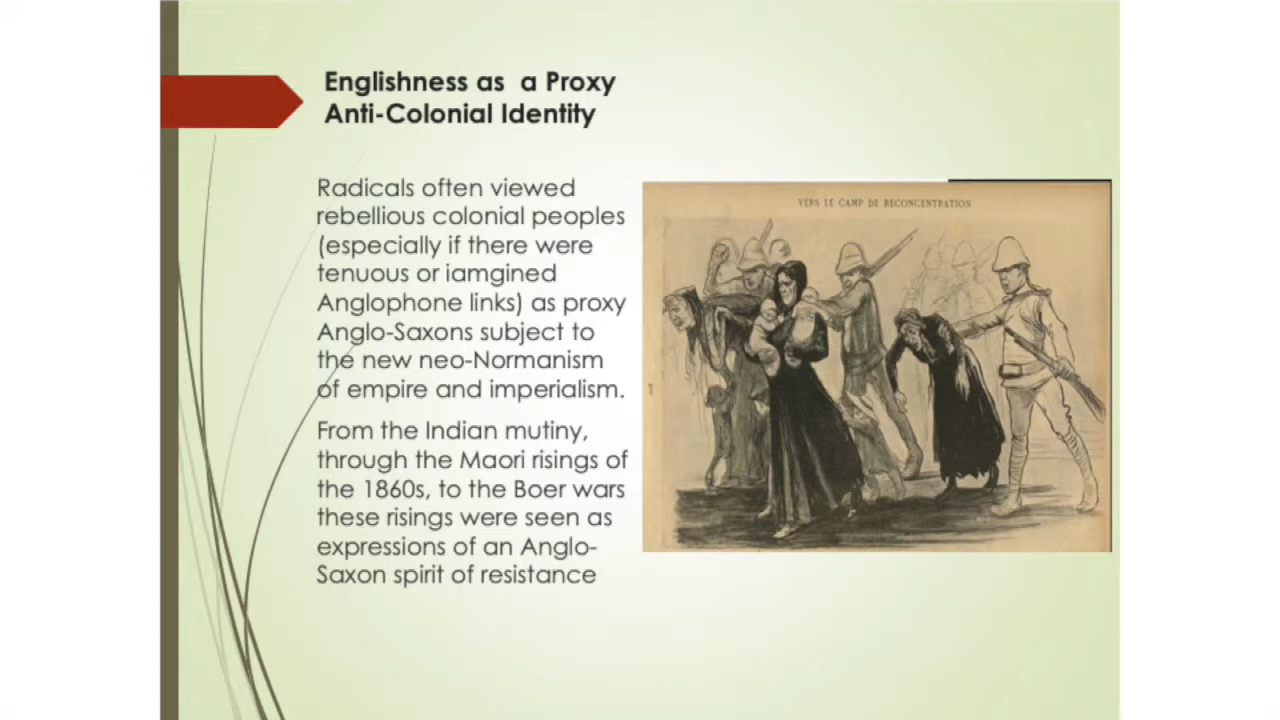 Englishness as a Proxy
Anti-Colonial Identity
Radicals often viewed
rebellious colonial peoples
(especially if there were
tenuous or iamgined
Anglophone links) as proxy
Anglo-Saxons subject to
the new neo-Normanism
of empire and imperialism.
From the Indian mutiny,
through the Maori risings of
the 1860s, to the Boer wars
these risings were seen as
expressions of an Anglo-
Saxon spirit of resistance
VERS LE CAMP DE RECONCENTRATION